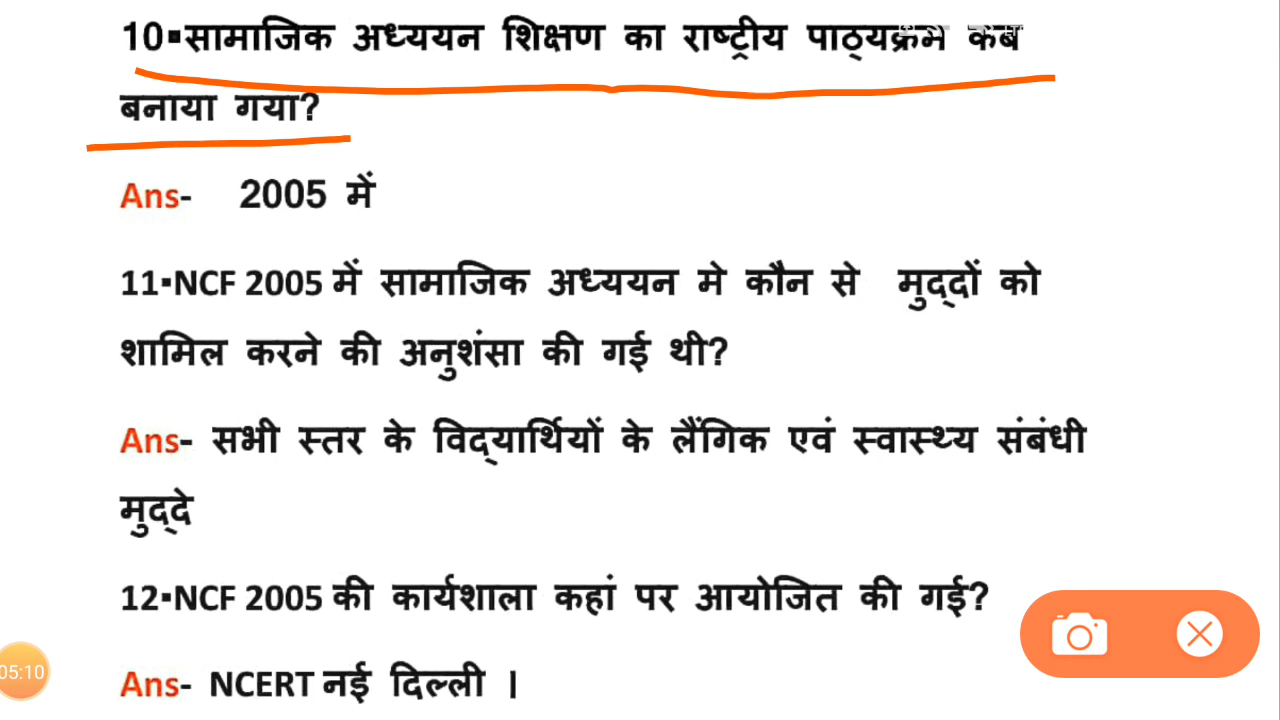 10▪सामाजिक अध्ययन शिक्षण का राष्ट्रीय पाठ्यक्रम कब
बनाया गया?
Ans- 2005 में
11▪NCF 2005 में सामाजिक अध्ययन मे कौन से मुद्दों को
शामिल करने की अनुशंसा की गई थी?
Ans- सभी स्तर के विद्यार्थियों के लैंगिक एवं स्वास्थ्य संबंधी
मुद्दे
12▪NCF 2005 की कार्यशाला कहां पर आयोजित की गई?
05:10
Ans- NCERT नई दिल्ली ।